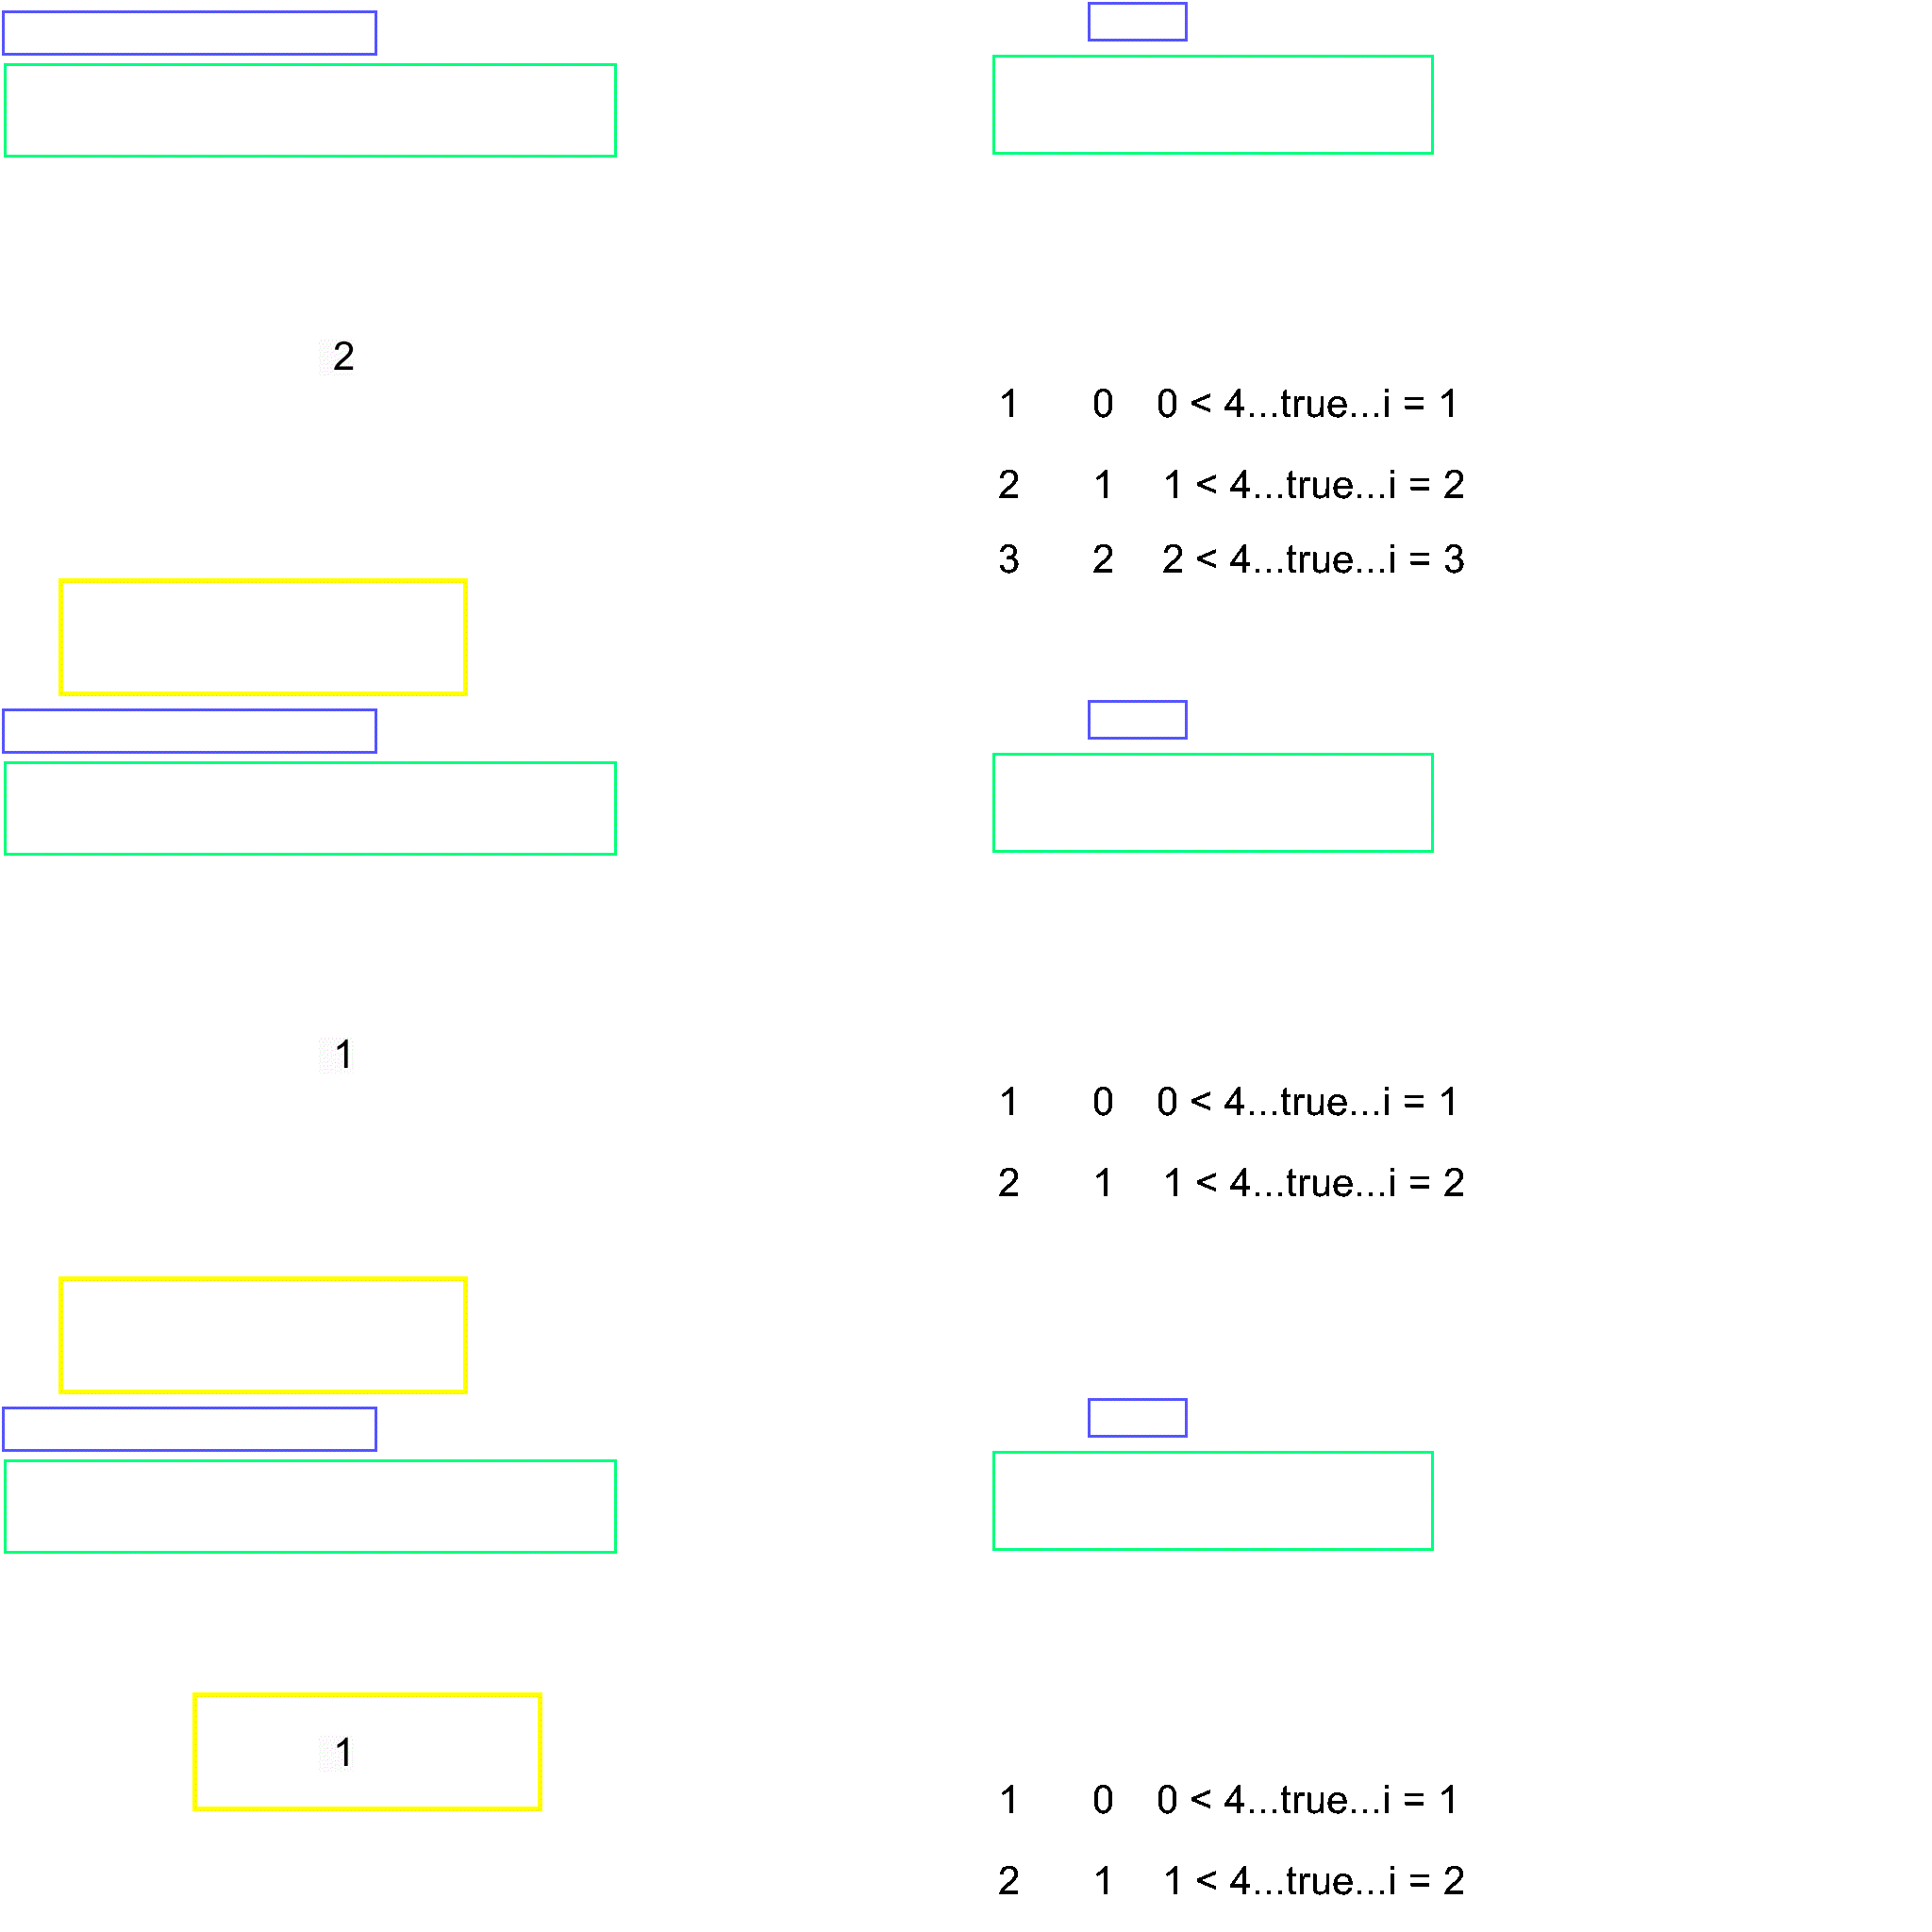 2
1 0 0 < 4...true...i = 1
2 1 1 < 4...true...i = 2
3 2 2 < 4...true...i = 3
1
1 0 0 < 4...true...i = 1
2 1 1 < 4...true...i = 2
1
1 0 0 < 4...true...i = 1
2 1 1 < 4...true...i = 2